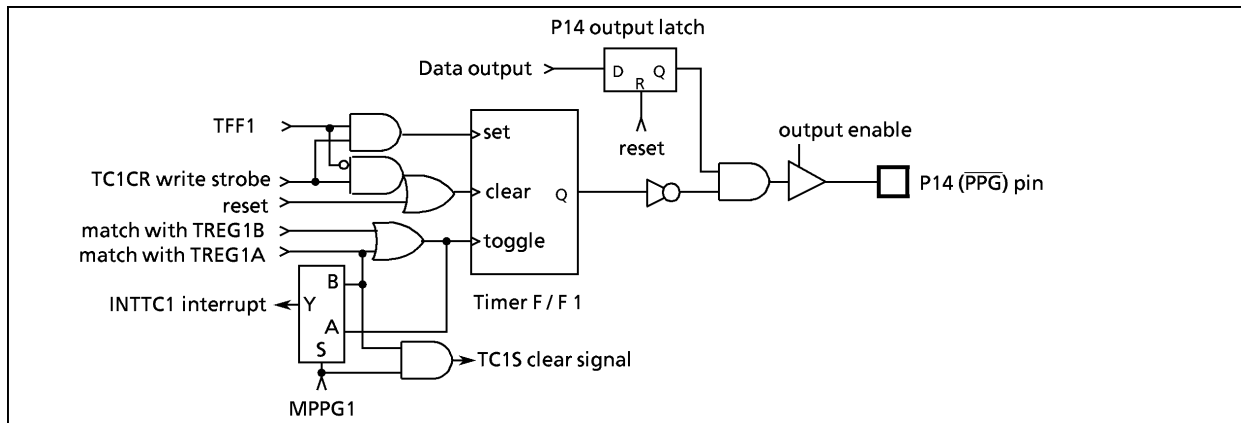 P14 output latch
Data output
D
Q
R
TFF1
set
reset
output enable
TC1CR write strobe
clear
Q
P14 (P̅P̅G̅) pin
reset
match with TREG1B
toggle
match with TREG1A
B
INTTC1 interrupt
Y
Timer F / F 1
A
S
TC1S clear signal
MPPG1